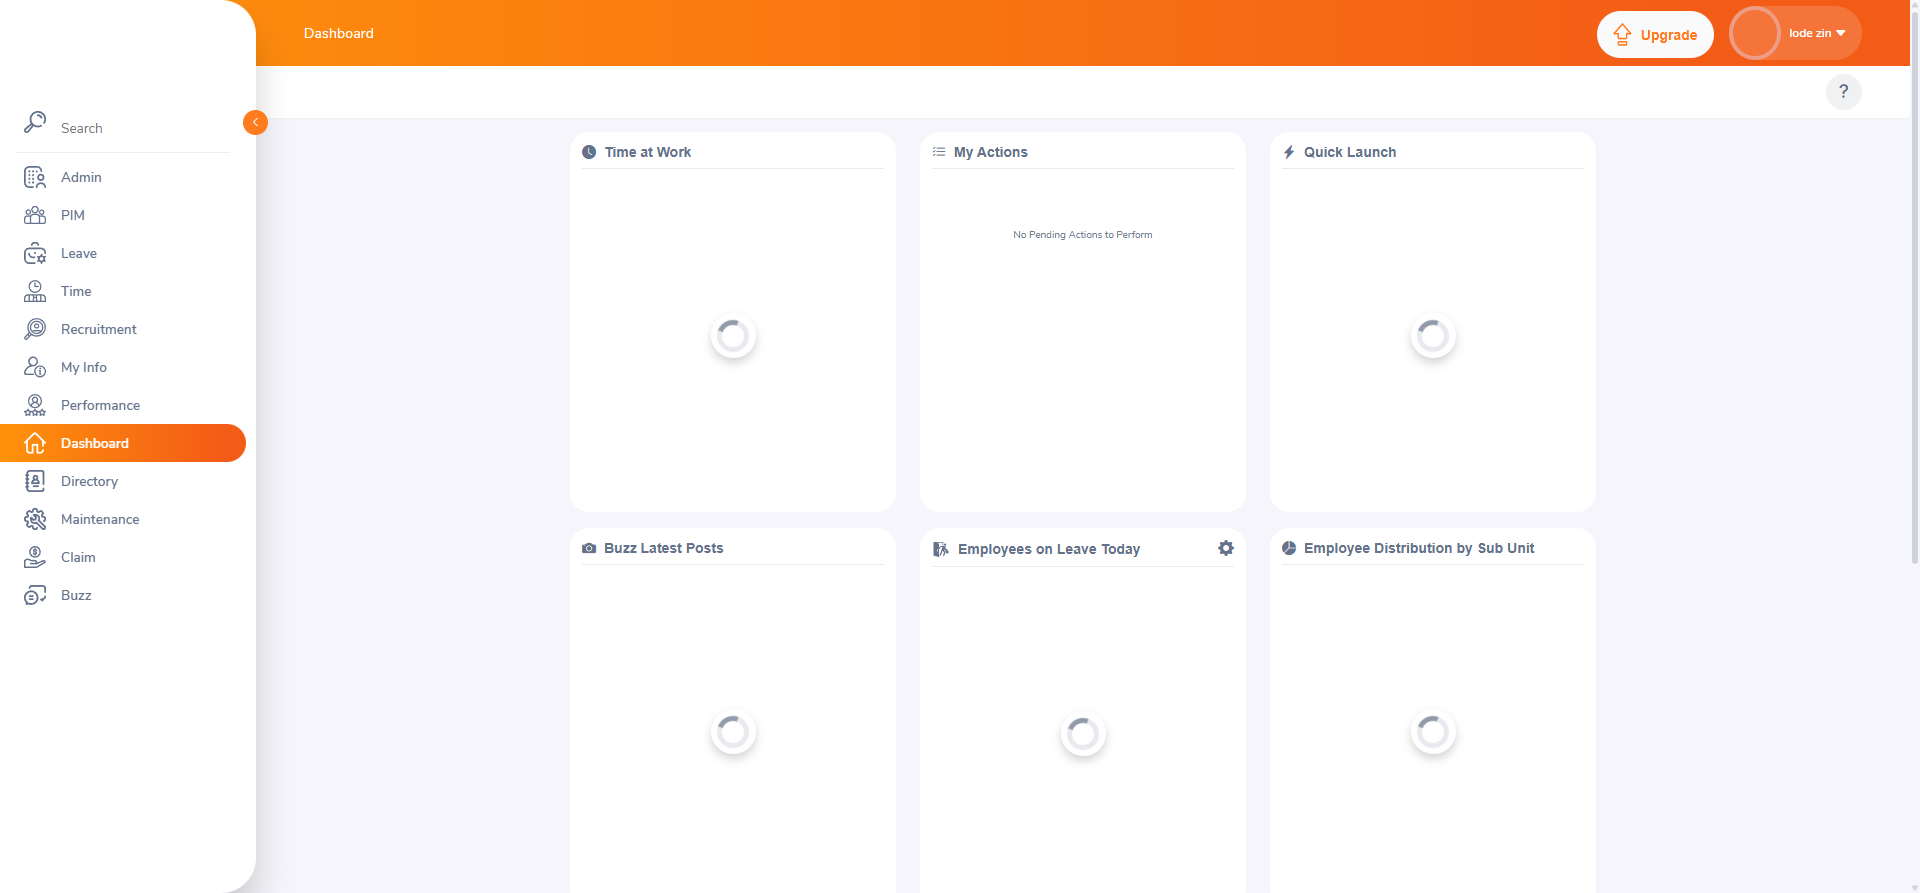 Dashboard
Upgrade
lode zin
?
Search
Admin
PIM
Leave
Time
Recruitment
My Info
Performance
Dashboard
Directory
Maintenance
Claim
Buzz
Time at Work
My Actions
No Pending Actions to Perform
Quick Launch
Buzz Latest Posts
Employees on Leave Today
Employee Distribution by Sub Unit